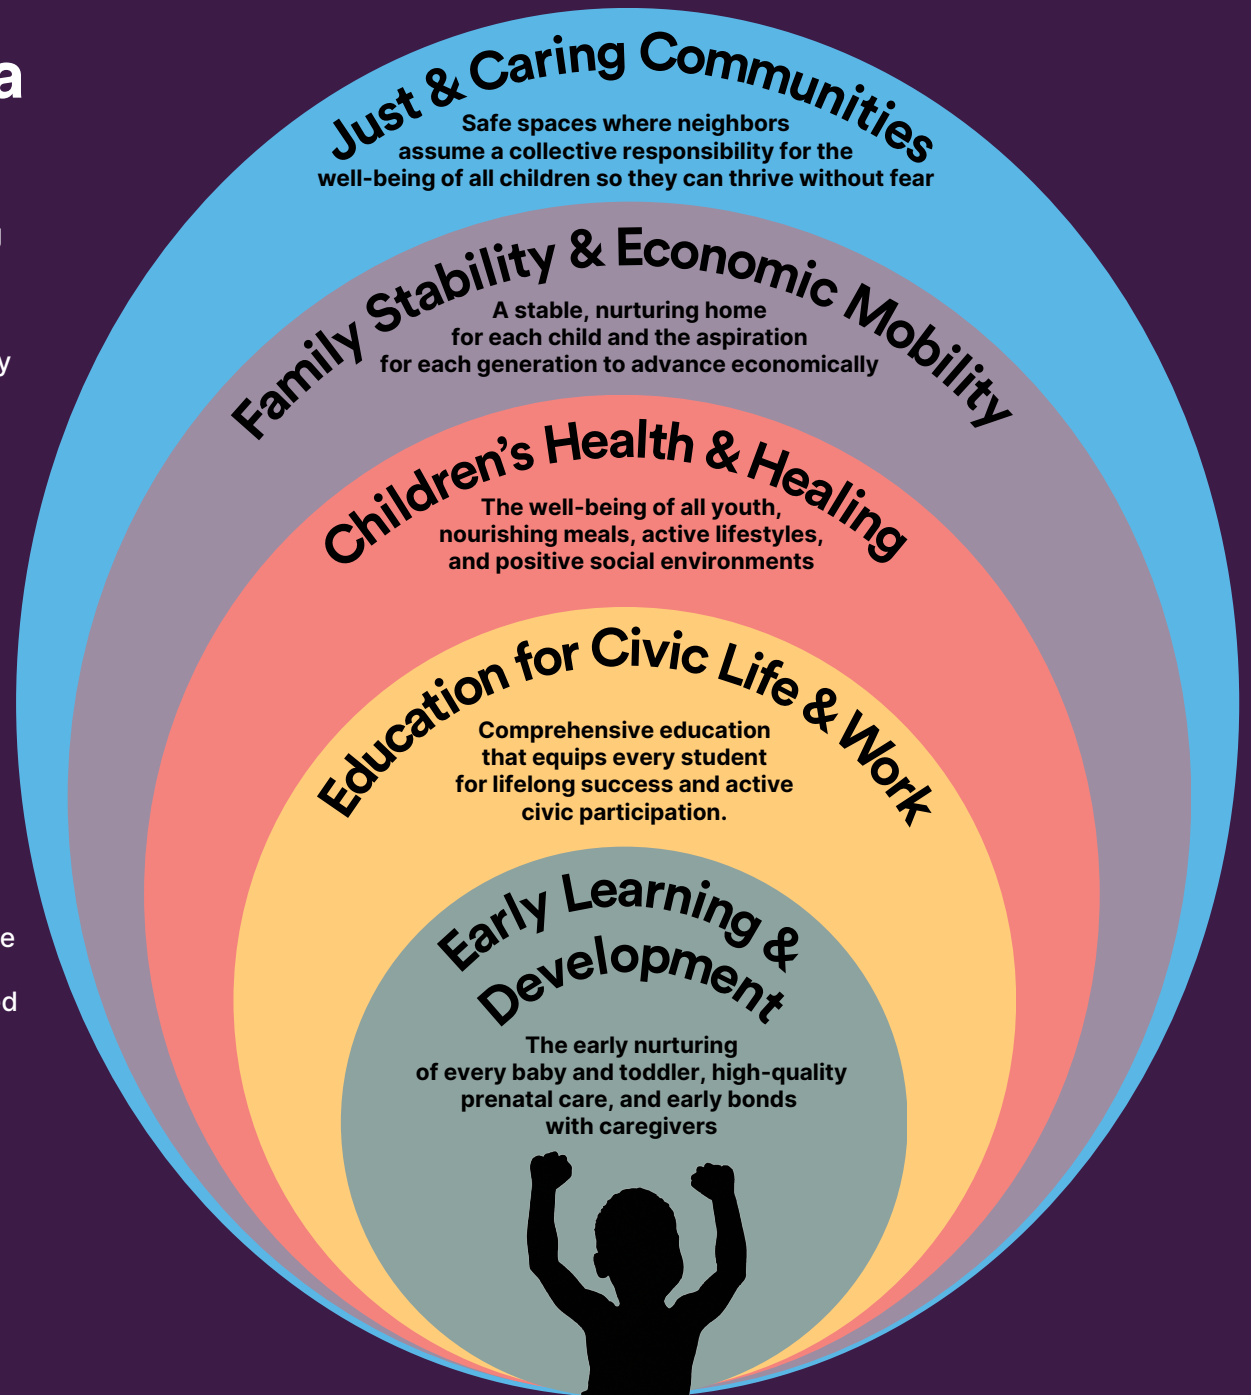 a
y
e
d
Just & Caring Communities
Safe spaces where neighbors
assume a collective responsibility for the
well-being of all children so they can thrive without fear
Family Stability & Economic Mobility
A stable, nurturing home
for each child and the aspiration
for each generation to advance economically
Children's Health & Healing
The well-being of all youth,
nourishing meals, active lifestyles,
and positive social environments
Education for Civic Life & Work
Comprehensive education
that equips every student
for lifelong success and active
civic participation.
Early Learning &
Development
The early nurturing
of every baby and toddler, high-quality
prenatal care, and early bonds
with caregivers